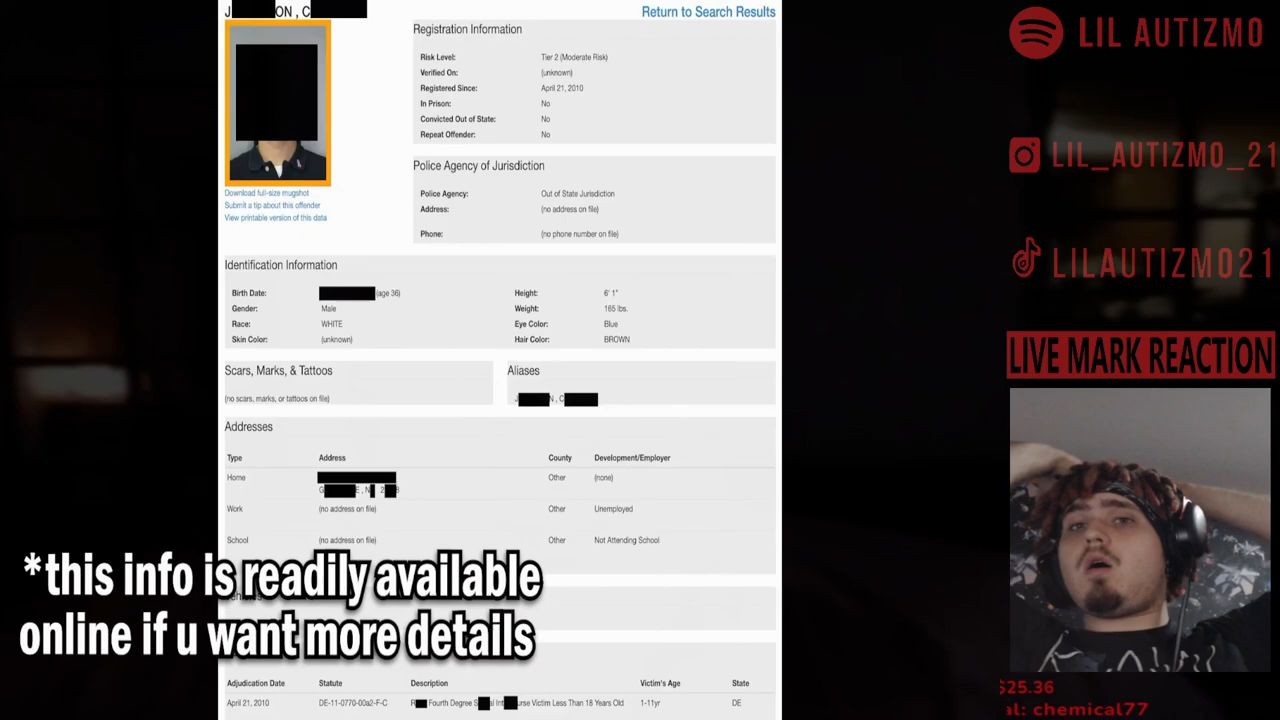 J ON , C
Return to Search Results
Registration Information
Risk Level: Tier 2 (Moderate Risk)
Verified On: (unknown)
Registered Since: April 21, 2010
In Prison: No
Convicted Out of State: No
Repeat Offender: No
Download full-size mugshot
Submit a tip about this offender
View printable version of this data
Police Agency of Jurisdiction
Police Agency: Out of State Jurisdiction
Address: (no address on file)
Phone: (no phone number on file)
Identification Information
Birth Date: (age 36) Height: 6' 1"
Gender: Male Weight: 165 lbs.
Race: WHITE Eye Color: Blue
Skin Color: (unknown) Hair Color: BROWN
Scars, Marks, & Tattoos
(no scars, marks, or tattoos on file)
Aliases
J N , C
Addresses
Type Address County Development/Employer
Home Other (none)
G E , N 2 8
Work (no address on file) Other Unemployed
School (no address on file) Other Not Attending School
*this info is readily available
online if u want more details
Adjudication Date Statute Description Victim's Age State
April 21, 2010 DE-11-0770-00a2-F-C R Fourth Degree S l Int urse Victim Less Than 18 Years Old 1-11yr DE
LIL AUTIZMO
LIL_AUTIZMO_21
LILAUTIZMO21
LIVE MARK REACTION
$25.36
al: chemical77